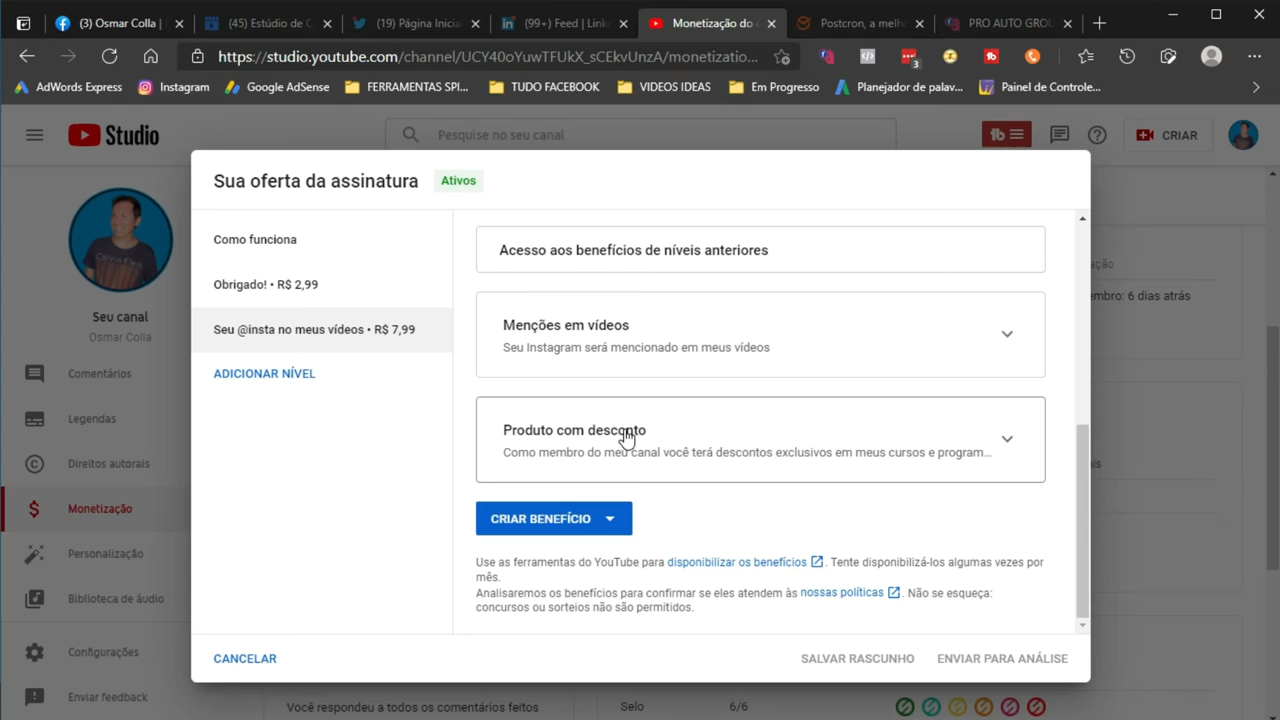 Osmar Colla |
(45) Estúdio de C
(19) Página Inicia
(99+) Feed | Link
Monetização do c
Postcron, a melh
PRO AUTO GROU
https://studio.youtube.com/channel/UCY40oYuwTFUkX_sCEkvUnzA/monetizatio...
3
AdWords Express
Instagram
Google AdSense
FERRAMENTAS SPI...
TUDO FACEBOOK
VIDEOS IDEAS
Em Progresso
Planejador de palav...
Painel de Controle...
Studio
Pesquise no seu canal
tb
CRIAR
Seu canal
Osmar Colla
Comentários
Legendas
Direitos autorais
Monetização
Personalização
Biblioteca de áudio
Configurações
Enviar feedback
Sua oferta da assinatura
Ativos
Como funciona
Obrigado! • R$ 2,99
Seu @insta no meus vídeos • R$ 7,99
ADICIONAR NÍVEL
Acesso aos benefícios de níveis anteriores
Menções em vídeos
Seu Instagram será mencionado em meus vídeos
Produto com desconto
Como membro do meu canal você terá descontos exclusivos em meus cursos e program...
CRIAR BENEFÍCIO
Use as ferramentas do YouTube para disponibilizar os benefícios . Tente disponibilizá-los algumas vezes por
mês.
Analisaremos os benefícios para confirmar se eles atendem às nossas políticas . Não se esqueça:
concursos ou sorteios não são permitidos.
CANCELAR
SALVAR RASCUNHO
ENVIAR PARA ANÁLISE
ação
embro: 6 dias atrás
ais
Você respondeu a todos os comentários feitos
Selo
6/6